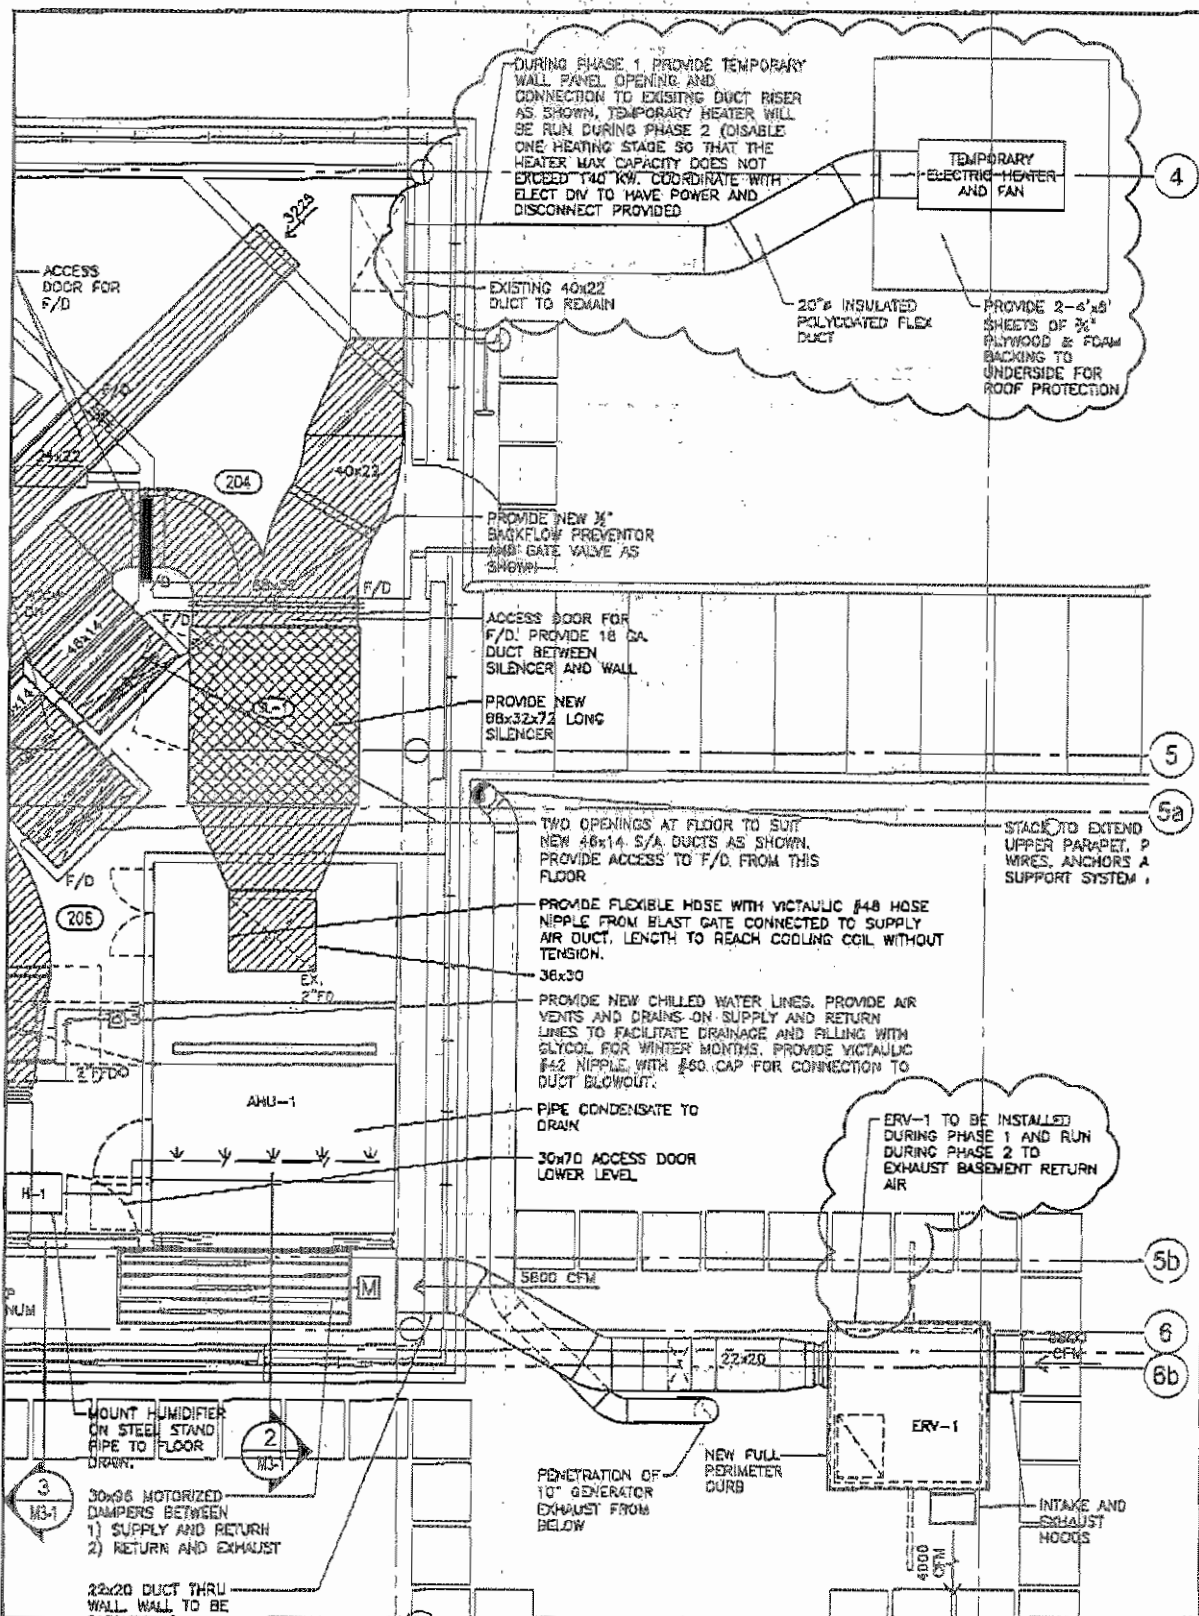 DURING PHASE 1 PROVIDE TEMPORARY
WALL PANEL OPENING AND
CONNECTION TO EXISITNG DUCT RISER
AS SHOWN. TEMPORARY HEATER WILL
BE RUN DURING PHASE 2 (DISABLE
ONE HEATING STAGE SO THAT THE
HEATER MAX CAPACITY DOES NOT
EXCEED 140 KW. COORDINATE WITH
ELECT DIV TO HAVE POWER AND
DISCONNECT PROVIDED
TEMPORARY
ELECTRIC HEATER
AND FAN
4
ACCESS
DOOR FOR
F/D
EXISTING 40x22
DUCT TO REMAIN
20"ø INSULATED
POLYCOATED FLEX
DUCT
PROVIDE 2-4'x8'
SHEETS OF
PLYWOOD & FOAM
BACKING TO
UNDERSIDE FOR
ROOF PROTECTION
F/D
24x22
204
40x22
PROVIDE NEW
BACKFLOW PREVENTOR
AND GATE VALVE AS
SHOWN
F/D
F/D
F/D
ACCESS DOOR FOR
F/D. PROVIDE 18 GA.
DUCT BETWEEN
SILENCER AND WALL
46x14
PROVIDE NEW
88x32x72 LONG
SILENCER
5
5a
TWO OPENINGS AT FLOOR TO SUIT
NEW 46x14 S/A DUCTS AS SHOWN.
PROVIDE ACCESS TO F/D FROM THIS
FLOOR
STACK TO EXTEND
UPPER PARAPET. P
WIRES, ANCHORS A
SUPPORT SYSTEM
F/D
206
PROVIDE FLEXIBLE HOSE WITH VICTAULIC #48 HOSE
NIPPLE FROM BLAST GATE CONNECTED TO SUPPLY
AIR DUCT. LENGTH TO REACH COOLING COIL WITHOUT
TENSION.
36x30
EX.
2"FD
PROVIDE NEW CHILLED WATER LINES. PROVIDE AIR
VENTS AND DRAINS ON SUPPLY AND RETURN
LINES TO FACILITATE DRAINAGE AND FILLING WITH
GLYCOL FOR WINTER MONTHS. PROVIDE VICTAULIC
#42 NIPPLE WITH #60 CAP FOR CONNECTION TO
DUCT BLOWOUT.
2"FFD
AHU-1
PIPE CONDENSATE TO
DRAIN
ERV-1 TO BE INSTALLED
DURING PHASE 1 AND RUN
DURING PHASE 2 TO
EXHAUST BASEMENT RETURN
AIR
30x70 ACCESS DOOR
LOWER LEVEL
H-1
5b
5800 CFM
M
NUM
6
22x20
CFM
6b
ERV-1
MOUNT HUMIDIFIER
ON STEEL STAND
PIPE TO FLOOR
DRAIN.
2
M3-1
3
M3-1
NEW FULL
PERIMETER
CURB
PENETRATION OF
10" GENERATOR
EXHAUST FROM
BELOW
30x96 MOTORIZED
DAMPERS BETWEEN
1) SUPPLY AND RETURN
2) RETURN AND EXHAUST
INTAKE AND
EXHAUST
HOODS
4000
CFM
22x20 DUCT THRU
WALL. WALL TO BE